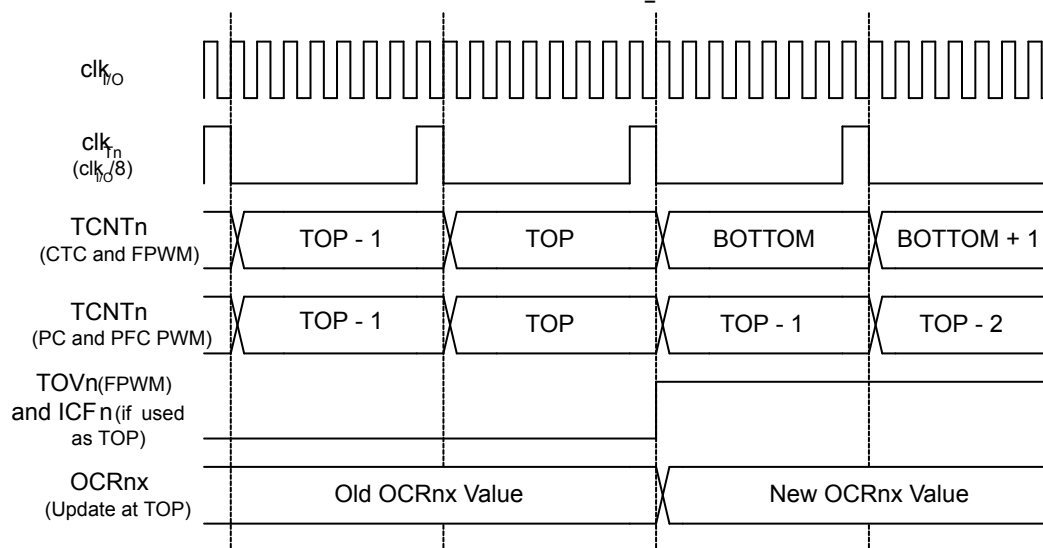 clkI/O
clkTn
(clkI/O/8)
TCNTn
(CTC and FPWM)
TOP - 1
TOP
BOTTOM
BOTTOM + 1
TCNTn
(PC and PFC PWM)
TOP - 1
TOP
TOP - 1
TOP - 2
TOVn(FPWM)
and ICFn(if used
as TOP)
OCRnx
(Update at TOP)
Old OCRnx Value
New OCRnx Value